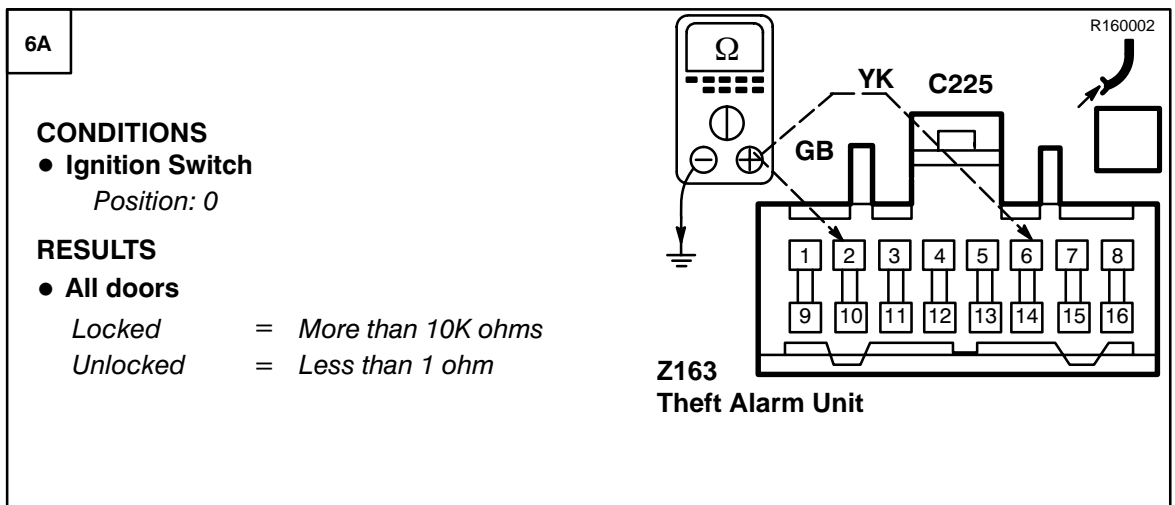 6A
CONDITIONS
● Ignition Switch
Position: 0
RESULTS
● All doors
Locked = More than 10K ohms
Unlocked = Less than 1 ohm
Ω
R160002
YK
C225
GB
1 2 3 4 5 6 7 8
9 10 11 12 13 14 15 16
Z163
Theft Alarm Unit